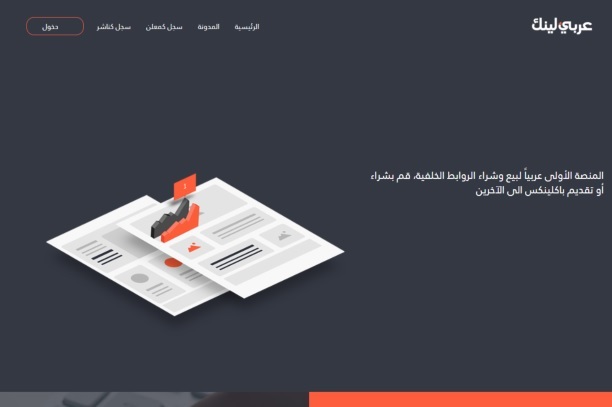 عربي لينك
الرئيسية
المدونة
سجل كمعلن
سجل كناشر
دخول
المنصة الأولى عربياً لبيع وشراء الروابط الخلفية، قم بشراء
أو تقديم باكلينكس الى الآخرين